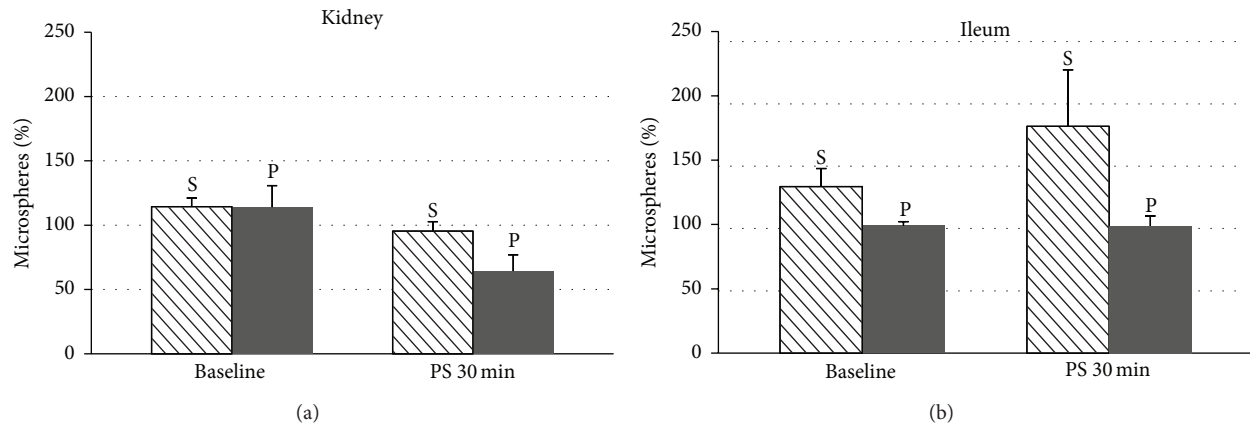 Kidney
250
200
150
100
50
0
Microspheres (%)
S
P
S
P
Baseline
PS 30 min
(a)
Ileum
250
200
150
100
50
0
Microspheres (%)
S
P
S
P
Baseline
PS 30 min
(b)